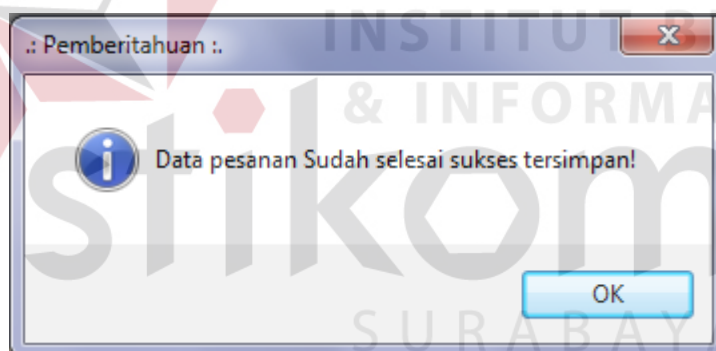 INSTITUT B
.: Pemberitahuan :.
& INFORMA
Data pesanan Sudah selesai sukses tersimpan!
stikom
OK
SURABAYA